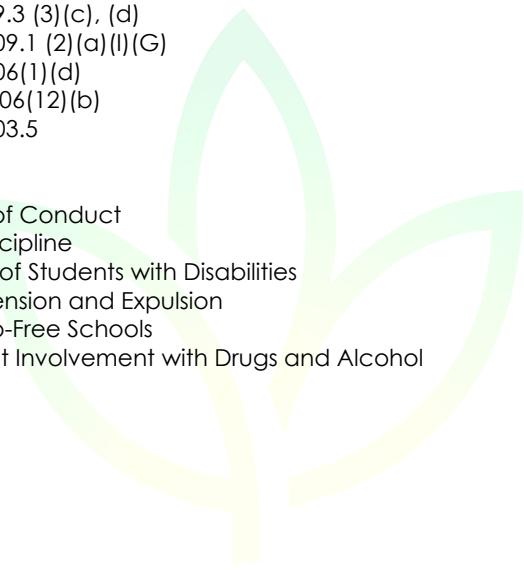 9.3 (3)(c), (d)
09.1 (2)(a)(I)(G)
06(1)(d)
06(12)(b)
03.5
of Conduct
cipline
of Students with Disabilities
ension and Expulsion
o-Free Schools
t Involvement with Drugs and Alcohol